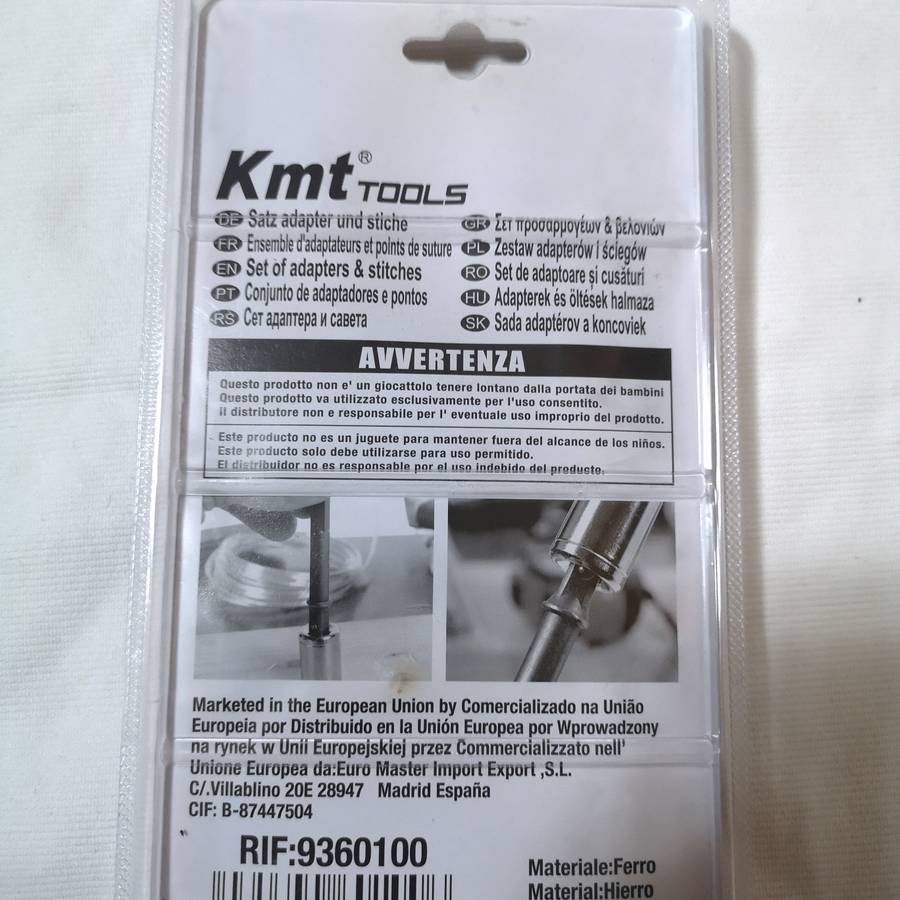 Kmt® TOOLS
DE Satz adapter und stiche
FR Ensemble d'adaptateurs et points de suture
EN Set of adapters & stitches
PT Conjunto de adaptadores e pontos
RS Сет адаптера и савета
GR Σετ προσαρμογέων & βελονιών
PL Zestaw adapterów i ściegów
RO Set de adaptoare și cusături
HU Adapterek és öltések halmaza
SK Sada adaptérov a koncoviek
AVVERTENZA
Questo prodotto non e' un giocattolo tenere lontano dalla portata dei bambini
Questo prodotto va utilizzato esclusivamente per l'uso consentito.
Il distributore non e responsabile per l' eventuale uso improprio del prodotto.
Este producto no es un juguete para mantener fuera del alcance de los niños.
Este producto solo debe utilizarse para uso permitido.
El distribuidor no es responsable por el uso indebido del producto.
Marketed in the European Union by Comercializado na União
Europeia por Distribuido en la Unión Europea por Wprowadzony
na rynek w Unii Europejskiej przez Commercializzato nell'
Unione Europea da:Euro Master Import Export ,S.L.
C/.Villablino 20E 28947 Madrid España
CIF: B-87447504
RIF:9360100
Materiale:Ferro
Material:Hierro